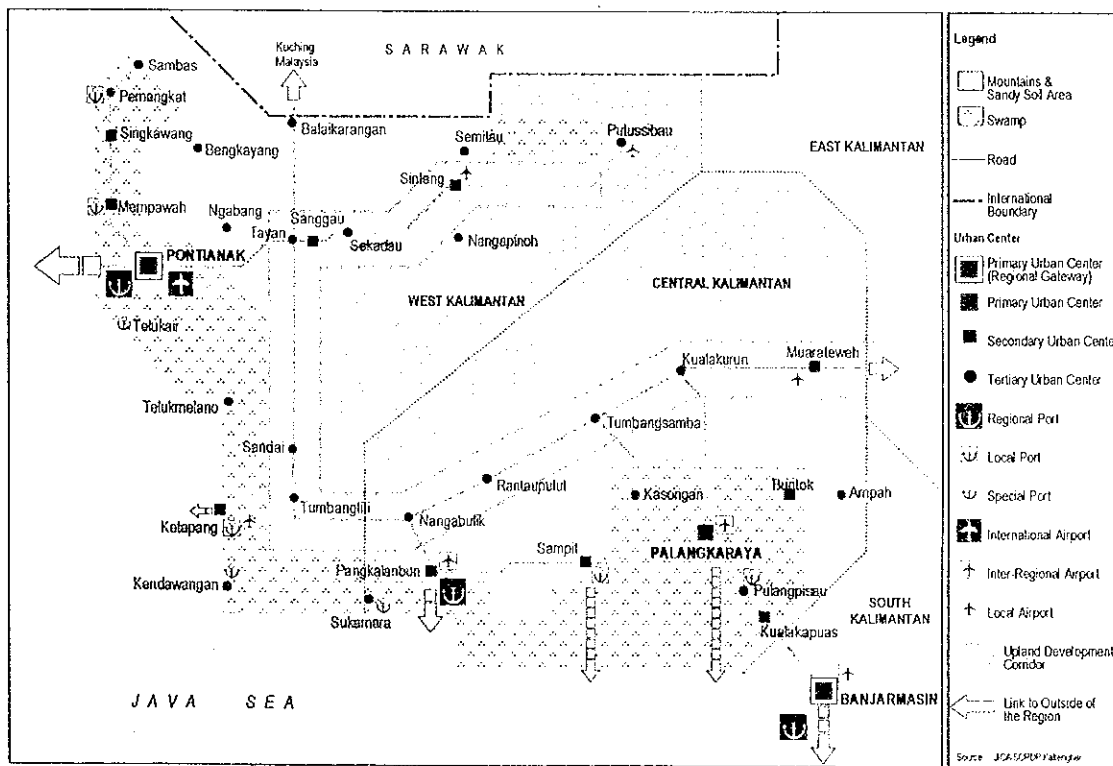 SARAWAK
Kuching
Malaysia
Sambas
Pemangkat
Singkawang
Bengkayang
Balaikarangan
Semitau
Pulussibau
EAST KALIMANTAN
Sintang
Mempawah
Ngabang
Tayan
Sanggau
Sekadau
Nangapinoh
PONTIANAK
WEST KALIMANTAN
CENTRAL KALIMANTAN
Telukair
Kualakurun
Muarateweh
Telukmelano
Tumbangsamba
Sandai
Rantaupulut
Kasongan
Buntok
Ampah
Tumbangtiti
Nangabulik
Ketapang
Sampit
PALANGKARAYA
Pangkalanbun
Kendawangan
Pulangpisau
Sukamara
SOUTH
KALIMANTAN
Kualakapuas
JAVA SEA
BANJARMASIN
Legend
Mountains &
Sandy Soil Area
Swamp
Road
International
Boundary
Urban Center
Primary Urban Center
(Regional Gateway)
Primary Urban Center
Secondary Urban Center
Tertiary Urban Center
Regional Port
Local Port
Special Port
International Airport
Inter-Regional Airport
Local Airport
Upland Development
Corridor
Link to Outside of
the Region
Source